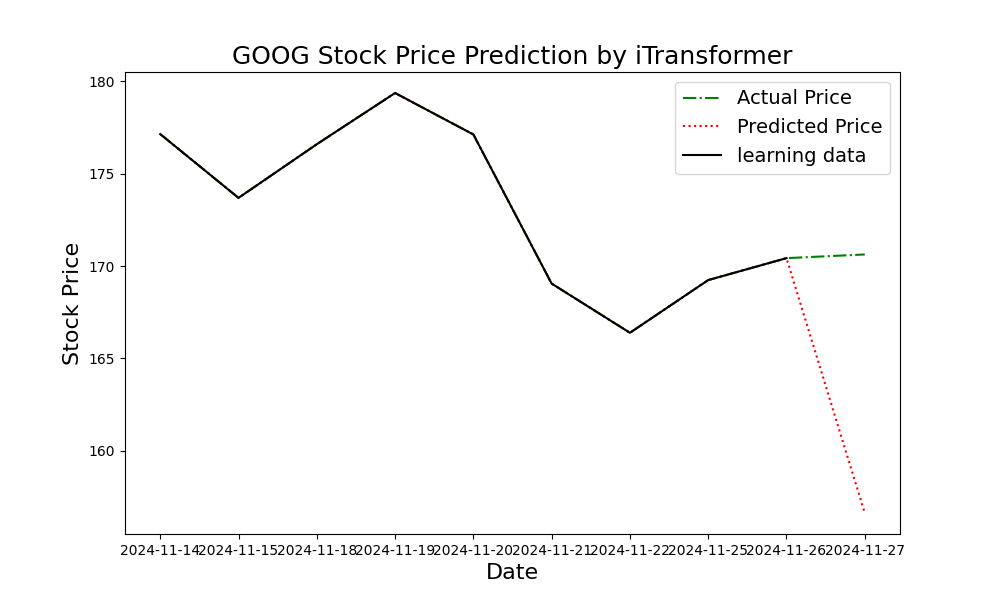 GOOG Stock Price Prediction by iTransformer
Actual Price
Predicted Price
learning data
180
175
170
165
160
Stock Price
2024-11-14 2024-11-15 2024-11-18 2024-11-19 2024-11-20 2024-11-21 2024-11-22 2024-11-25 2024-11-26 2024-11-27
Date